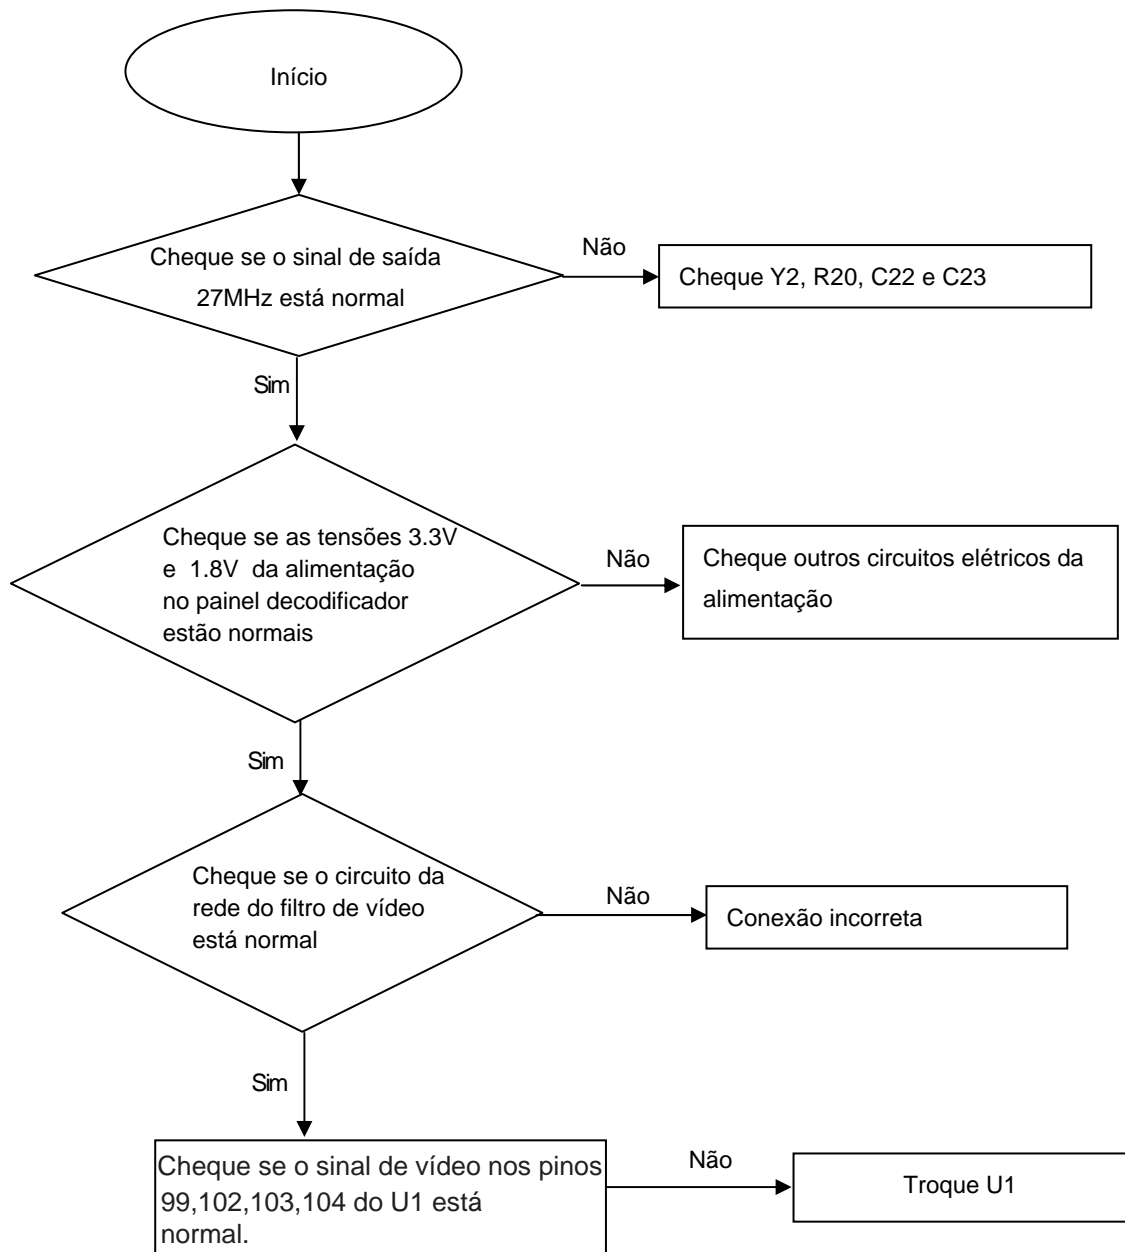 Início
Cheque se o sinal de saída
27MHz está normal
Não
Cheque Y2, R20, C22 e C23
Sim
Cheque se as tensões 3.3V
e 1.8V da alimentação
no painel decodificador
estão normais
Não
Cheque outros circuitos elétricos da
alimentação
Sim
Cheque se o circuito da
rede do filtro de vídeo
está normal
Não
Conexão incorreta
Sim
Cheque se o sinal de vídeo nos pinos
99,102,103,104 do U1 está
normal.
Não
Troque U1